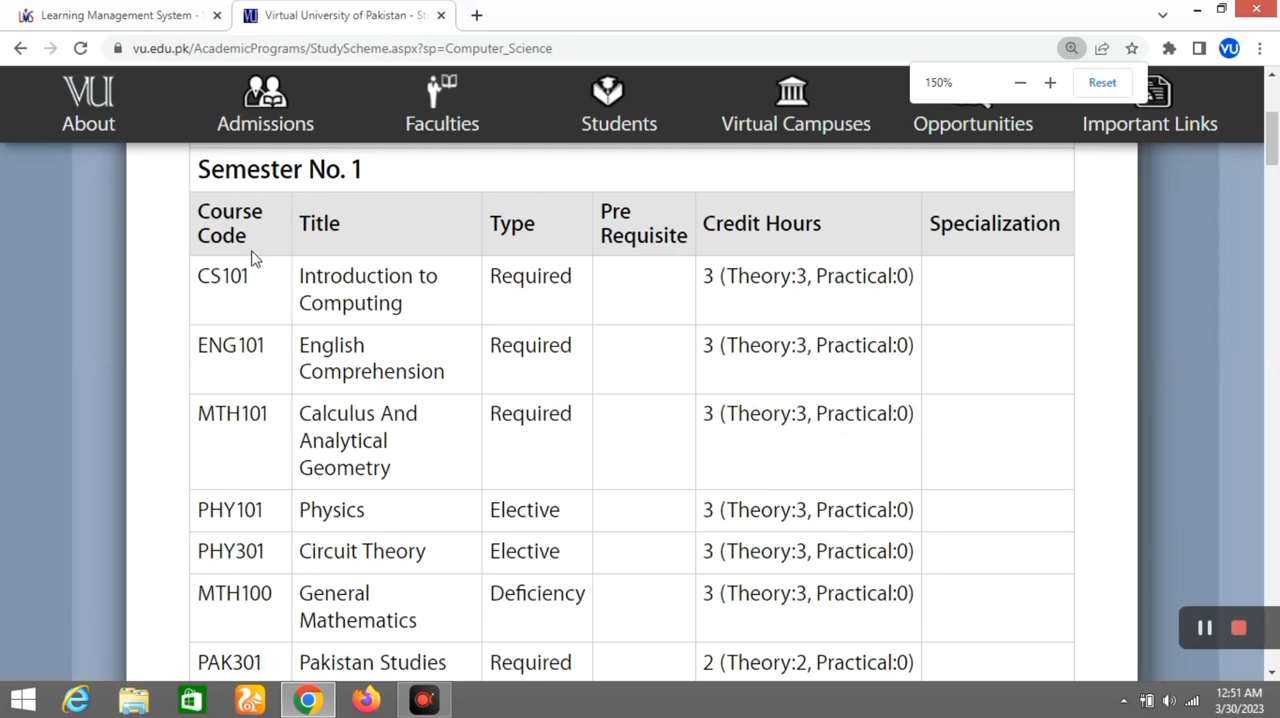 Learning Management System -
Virtual University of Pakistan - St
vu.edu.pk/AcademicPrograms/StudyScheme.aspx?sp=Computer_Science
VU
150%
Reset
VU
About
Admissions
Faculties
Students
Virtual Campuses
Opportunities
Important Links
Semester No. 1
Course Code
Title
Type
Pre Requisite
Credit Hours
Specialization
CS101
Introduction to
Computing
Required
3 (Theory:3, Practical:0)
ENG101
English
Comprehension
Required
3 (Theory:3, Practical:0)
MTH101
Calculus And
Analytical
Geometry
Required
3 (Theory:3, Practical:0)
PHY101
Physics
Elective
3 (Theory:3, Practical:0)
PHY301
Circuit Theory
Elective
3 (Theory:3, Practical:0)
MTH100
General
Mathematics
Deficiency
3 (Theory:3, Practical:0)
PAK301
Pakistan Studies
Required
2 (Theory:2, Practical:0)
12:51 AM
3/30/2023